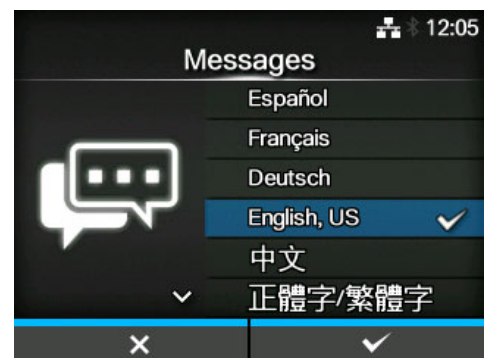 12:05
Messages
Español
Français
Deutsch
English, US
中文
正體字/繁體字